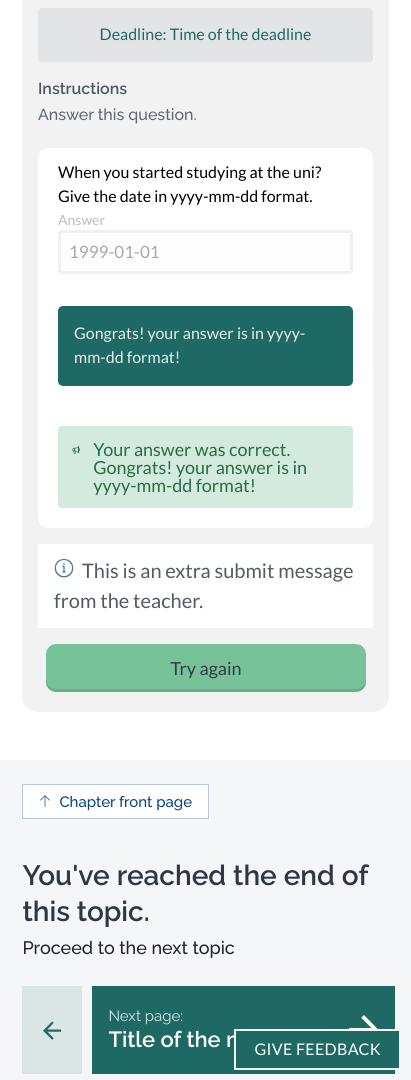 Deadline: Time of the deadline
Instructions
Answer this question.
When you started studying at the uni?
Give the date in yyyy-mm-dd format.
Answer
1999-01-01
Gongrats! your answer is in yyyy-
mm-dd format!
Your answer was correct.
Gongrats! your answer is in
yyyy-mm-dd format!
This is an extra submit message
from the teacher.
Try again
Chapter front page
You've reached the end of
this topic.
Proceed to the next topic
Next page:
Title of the
GIVE FEEDBACK